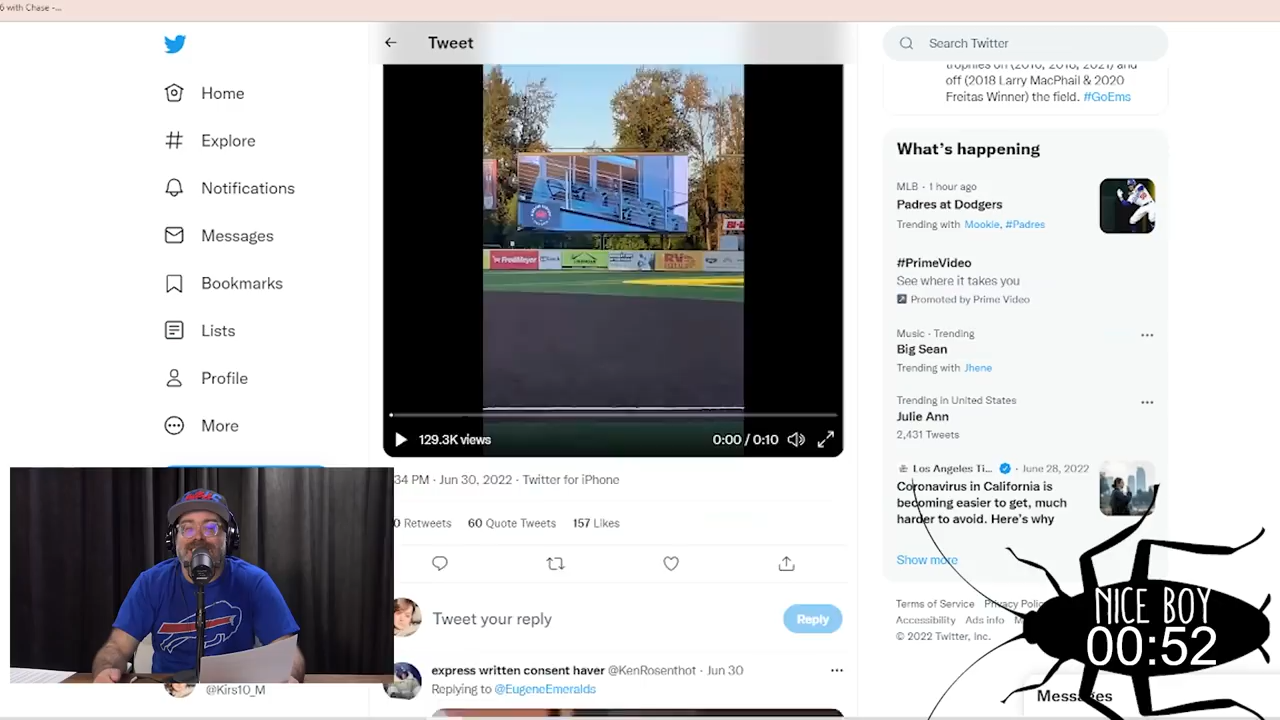 6 with Chase -...
Tweet
Search Twitter
Home
Explore
Notifications
Messages
Bookmarks
Lists
Profile
More
@Kirs10_M
Fred Meyer
RV
129.3K views
0:00 / 0:10
34 PM · Jun 30, 2022 · Twitter for iPhone
0 Retweets 60 Quote Tweets 157 Likes
Tweet your reply
Reply
express written consent haver @KenRosenthot · Jun 30
Replying to @EugeneEmeralds
trophies on (2016, 2018, 2021) and
off (2018 Larry MacPhail & 2020
Freitas Winner) the field. #GoEms
What's happening
MLB · 1 hour ago
Padres at Dodgers
Trending with Mookie, #Padres
#PrimeVideo
See where it takes you
Promoted by Prime Video
Music · Trending
Big Sean
Trending with Jhene
Trending in United States
Julie Ann
2,431 Tweets
Los Angeles Ti... · June 28, 2022
Coronavirus in California is
becoming easier to get, much
harder to avoid. Here's why
Show more
Terms of Service Privacy Polic
Accessibility Ads info M
© 2022 Twitter, Inc.
NICE BOY
00:52
Messages